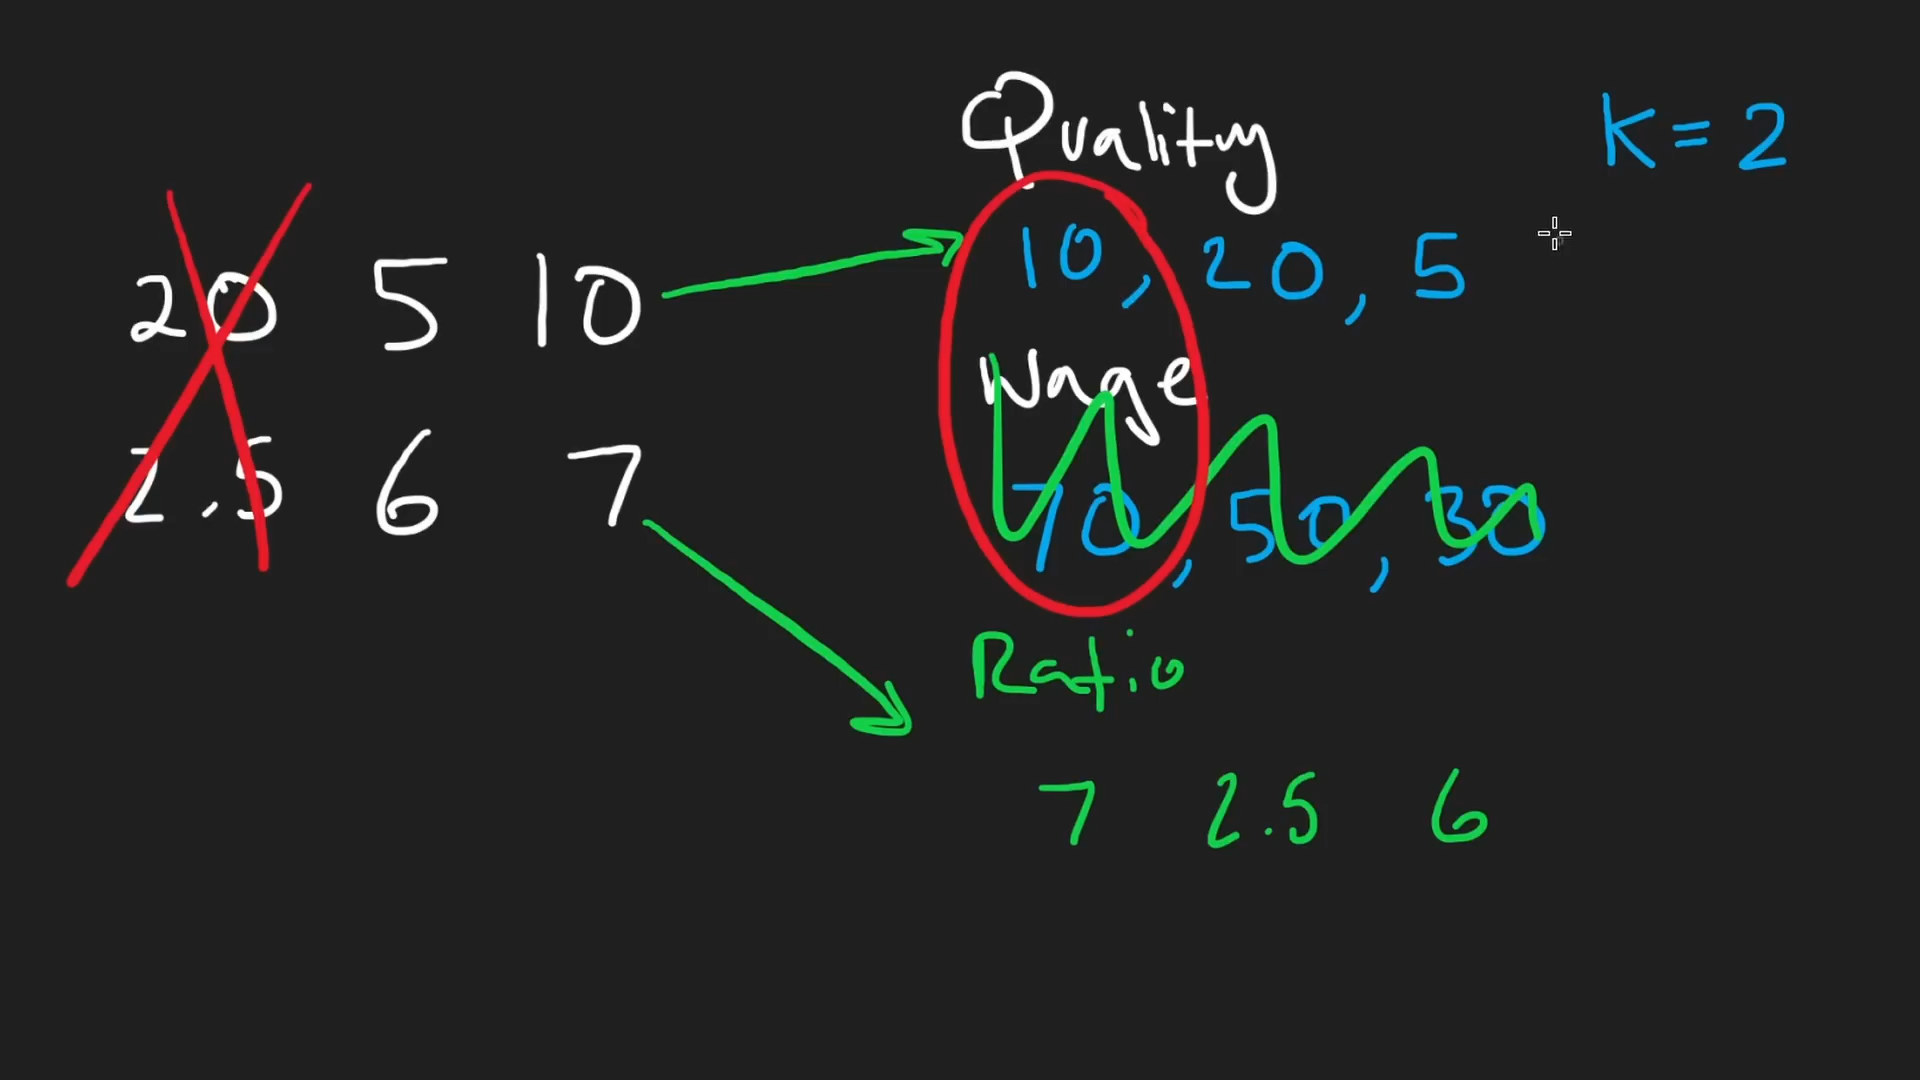 Quality
K = 2
10, 20, 5
20 5 10
Wage
2.5 6 7
70, 50, 30
Ratio
7 2.5 6